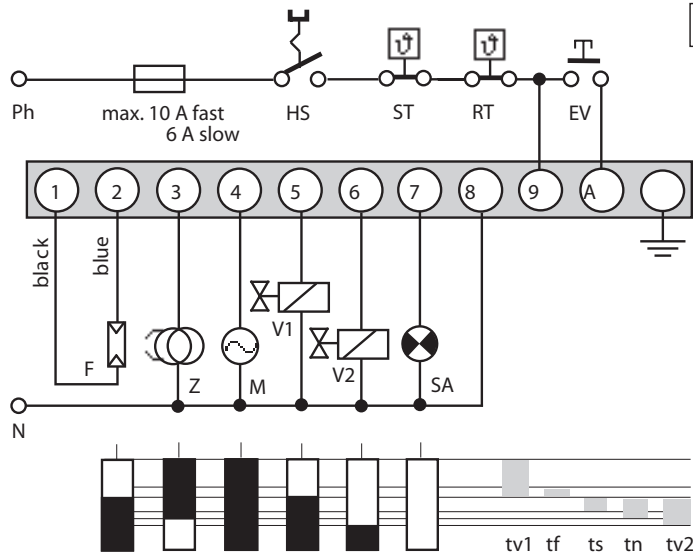 ϑ ϑ
Ph max. 10 A fast HS ST RT EV
6 A slow
1 2 3 4 5 6 7 8 9 A
black blue
V1
V2
F Z M SA
N
tv1 tf ts tn tv2